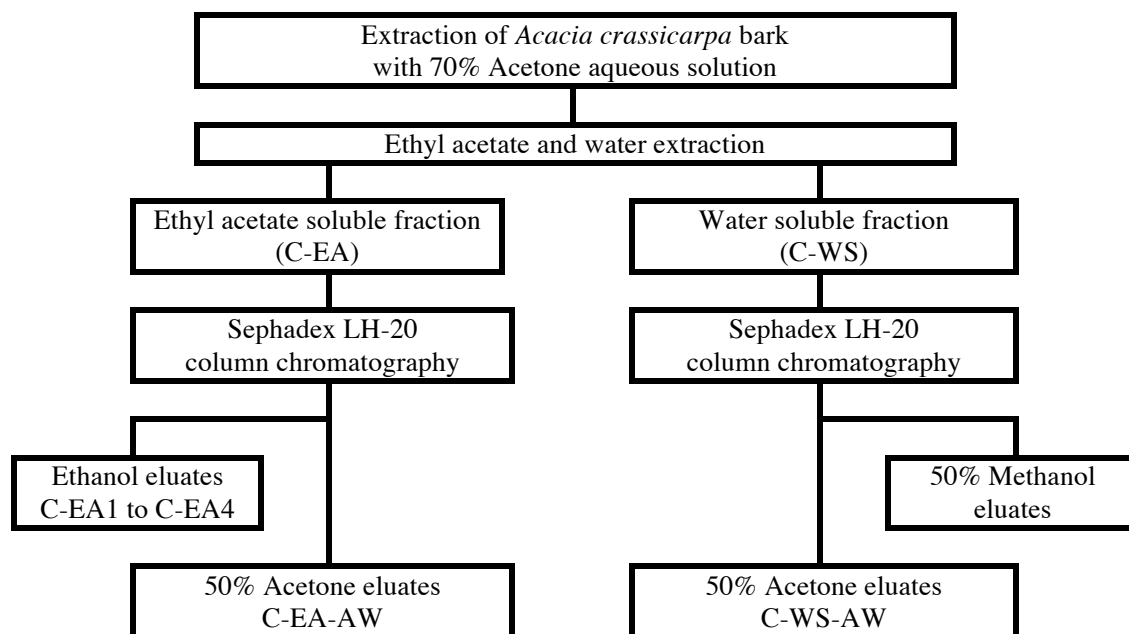 Extraction of Acacia crassicarpa bark
with 70% Acetone aqueous solution
Ethyl acetate and water extraction
Ethyl acetate soluble fraction
(C-EA)
Water soluble fraction
(C-WS)
Sephadex LH-20
column chromatography
Sephadex LH-20
column chromatography
Ethanol eluates
C-EA1 to C-EA4
50% Methanol
eluates
50% Acetone eluates
C-EA-AW
50% Acetone eluates
C-WS-AW